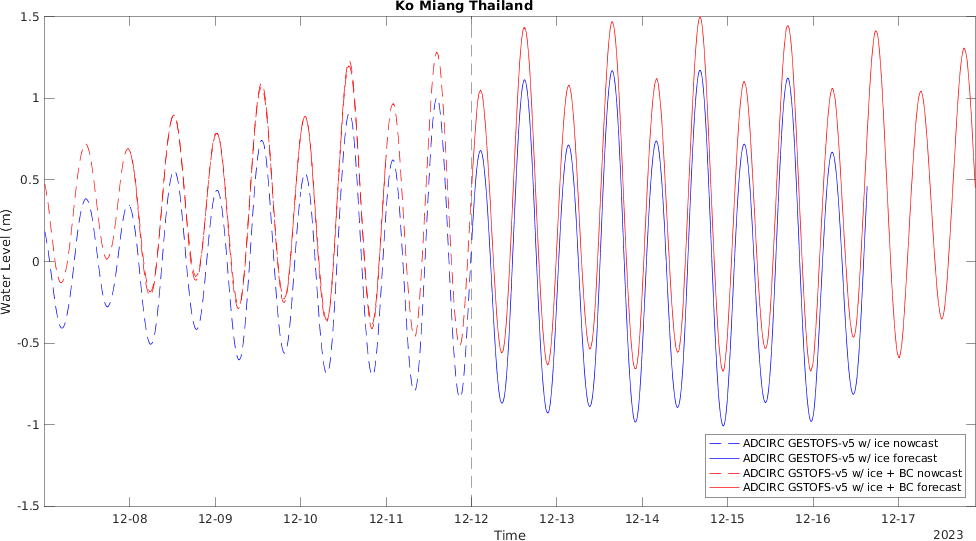 Ko Miang Thailand
1.5
1
0.5
0
-0.5
-1
-1.5
Water Level (m)
12-08 12-09 12-10 12-11 12-12 12-13 12-14 12-15 12-16 12-17
Time
2023
ADCIRC GESTOFS-v5 w/ ice nowcast
ADCIRC GESTOFS-v5 w/ ice forecast
ADCIRC GSTOFS-v5 w/ ice + BC nowcast
ADCIRC GSTOFS-v5 w/ ice + BC forecast